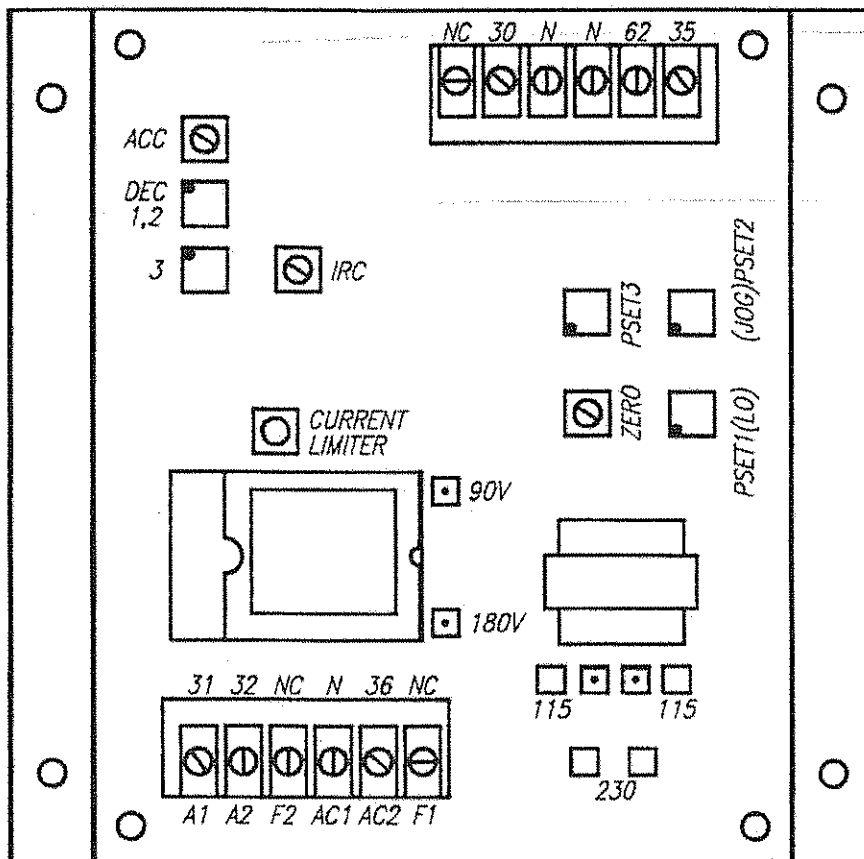 NC 30 N N 62 35
ACC
DEC
1,2
3
IRC
PSET3
(JOG)PSET2
CURRENT
LIMITER
ZERO
PSET1(LO)
90V
180V
31 32 NC N 36 NC
115 115
A1 A2 F2 AC1 AC2 F1
230